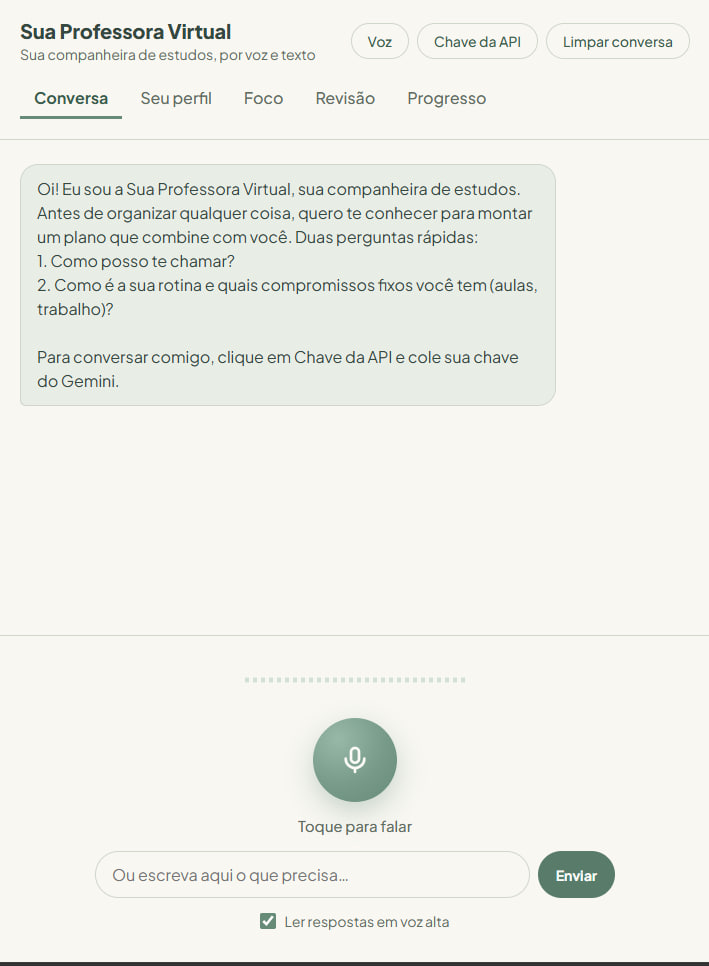 Sua Professora Virtual
Sua companheira de estudos, por voz e texto
Voz
Chave da API
Limpar conversa
Conversa
Seu perfil
Foco
Revisão
Progresso
Oi! Eu sou a Sua Professora Virtual, sua companheira de estudos.
Antes de organizar qualquer coisa, quero te conhecer para montar
um plano que combine com você. Duas perguntas rápidas:
1. Como posso te chamar?
2. Como é a sua rotina e quais compromissos fixos você tem (aulas,
trabalho)?
Para conversar comigo, clique em Chave da API e cole sua chave
do Gemini.
Toque para falar
Ou escreva aqui o que precisa…
Enviar
Ler respostas em voz alta